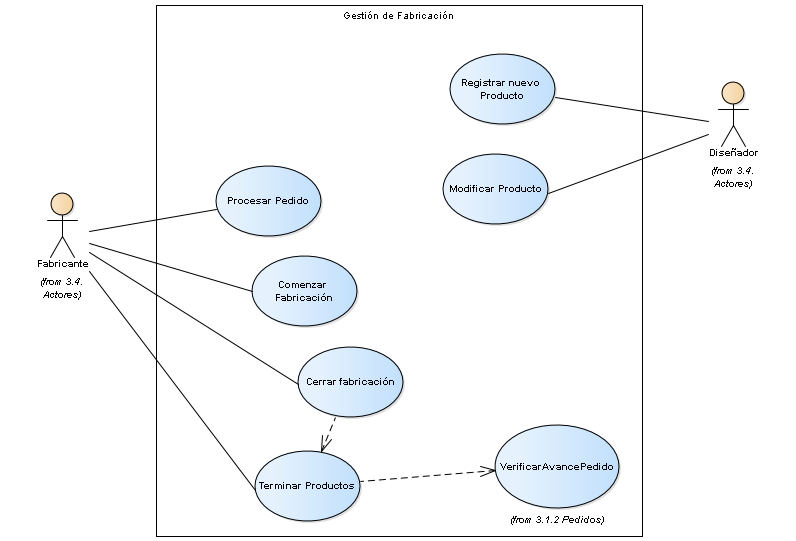 Gestión de Fabricación
Registrar nuevo
Producto
Diseñador
(from 3.4.
Actores)
Modificar Producto
Procesar Pedido
Fabricante
(from 3.4.
Actores)
Comenzar
Fabricación
Cerrar fabricación
Terminar Productos
VerificarAvancePedido
(from 3.1.2 Pedidos)